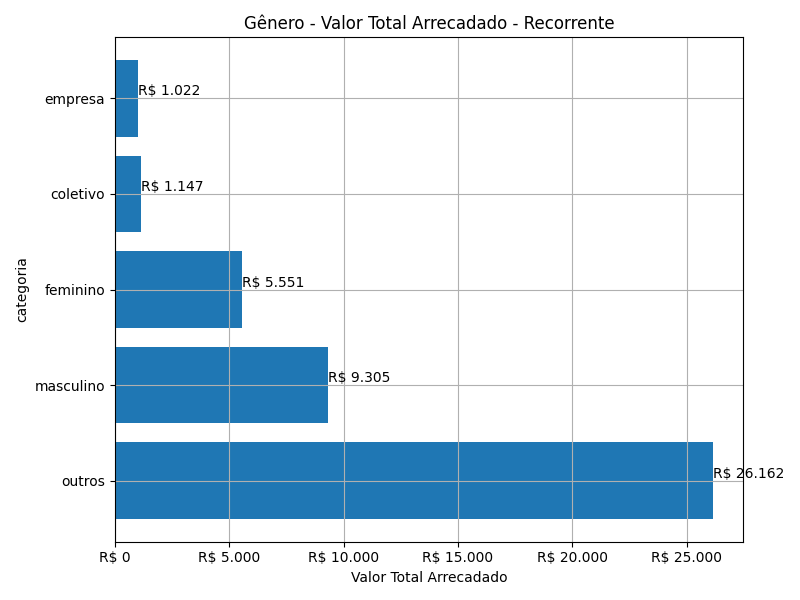 Gênero - Valor Total Arrecadado - Recorrente
empresa
R$ 1.022
coletivo
R$ 1.147
feminino
R$ 5.551
masculino
R$ 9.305
outros
R$ 26.162
categoria
R$ 0
R$ 5.000
R$ 10.000
R$ 15.000
R$ 20.000
R$ 25.000
Valor Total Arrecadado